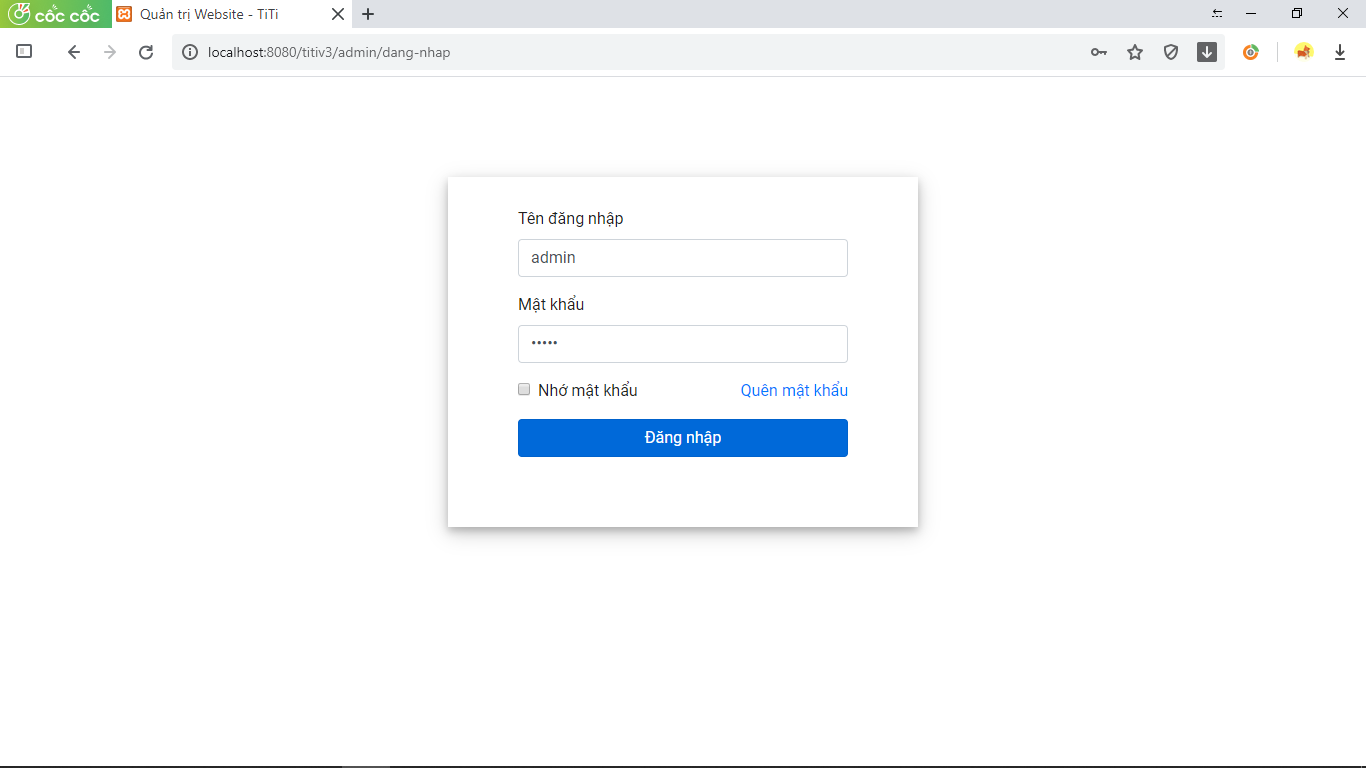 cốc cốc
Quản trị Website - TiTi
localhost:8080/titiv3/admin/dang-nhap
Tên đăng nhập
admin
Mật khẩu
•••••
Nhớ mật khẩu
Quên mật khẩu
Đăng nhập